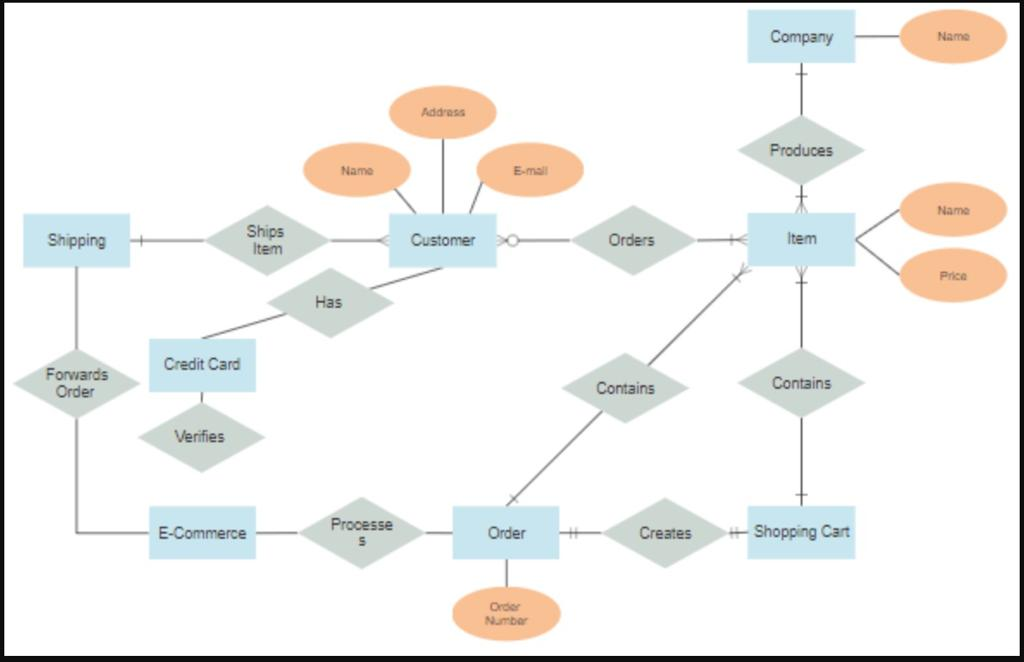 Company
Name
Address
Produces
Name
E-mail
Name
Shipping
Ships
Item
Customer
Orders
Item
Price
Has
Credit Card
Forwards
Order
Contains
Contains
Verifies
E-Commerce
Processe
s
Order
Creates
Shopping Cart
Order
Number